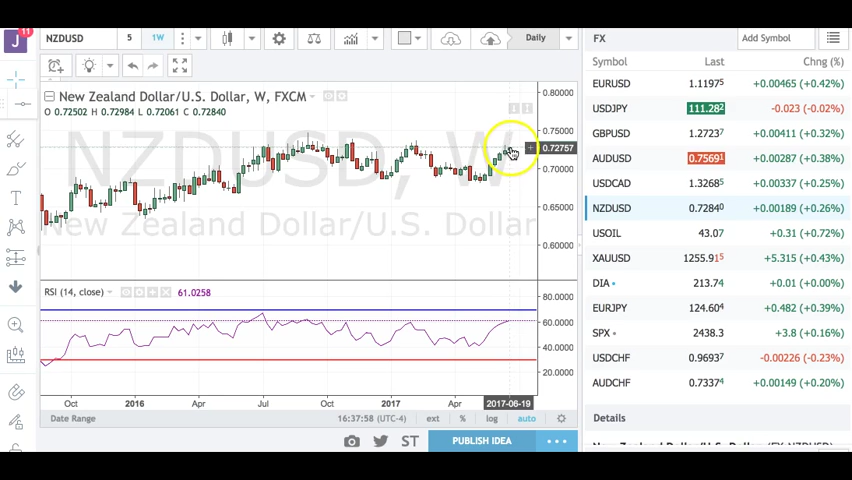 J
11
NZDUSD 5 1W Daily
New Zealand Dollar/U.S. Dollar, W, FXCM
O 0.72502 H 0.72984 L 0.72061 C 0.72840
NZDUSD, W
New Zealand Dollar/U.S. Dollar
0.80000
0.75000
0.72757
0.70000
0.65000
0.60000
RSI (14, close) 61.0258
80.0000
60.0000
40.0000
20.0000
Oct 2016 Apr Jul Oct 2017 Apr 2017-06-19
Date Range 16:37:58 (UTC-4) ext % log auto
ST PUBLISH IDEA
FX Add Symbol
Symbol Last Chng (%)
EURUSD 1.11975 +0.00465 (+0.42%)
USDJPY 111.282 -0.023 (-0.02%)
GBPUSD 1.27237 +0.00411 (+0.32%)
AUDUSD 0.75691 +0.00287 (+0.38%)
USDCAD 1.32685 +0.00337 (+0.25%)
NZDUSD 0.72840 +0.00189 (+0.26%)
USOIL 43.07 +0.31 (+0.72%)
XAUUSD 1255.915 +5.315 (+0.43%)
DIA 213.74 +0.01 (+0.00%)
EURJPY 124.604 +0.482 (+0.39%)
SPX 2438.3 +3.8 (+0.16%)
USDCHF 0.96937 -0.00226 (-0.23%)
AUDCHF 0.73374 +0.00149 (+0.20%)
Details